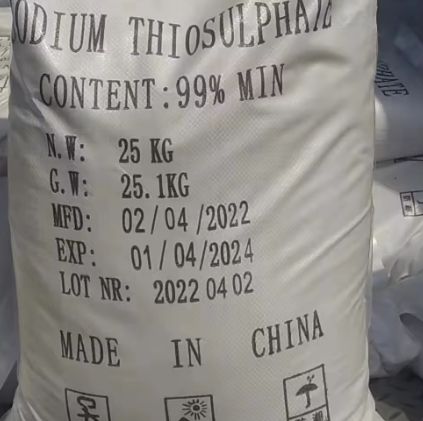 SODIUM THIOSULPHATE
CONTENT:99% MIN
N.W: 25 KG
G.W: 25.1KG
MFD: 02/04/2022
EXP: 01/04/2024
LOT NR: 2022 04 02
MADE IN CHINA